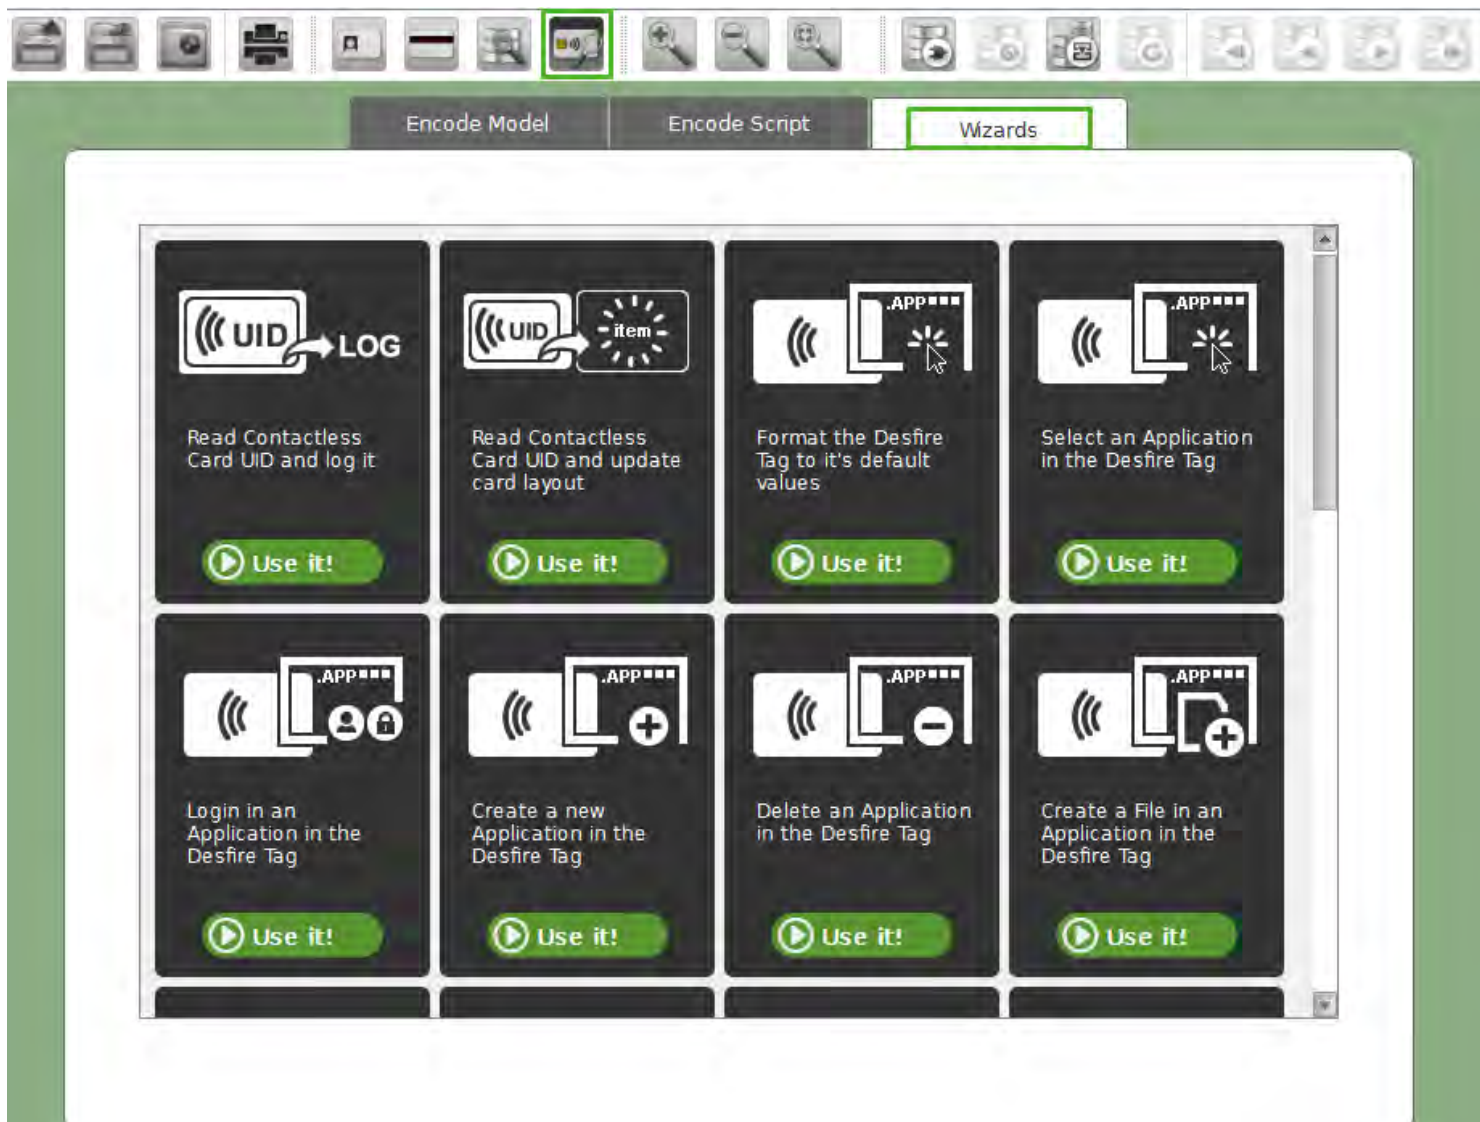 Encode Model
Encode Script
Wizards
UID
LOG
UID
item
.APP
.APP
Read Contactless
Card UID and log it
Read Contactless
Card UID and update
card layout
Format the Desfire
Tag to it's default
values
Select an Application
in the Desfire Tag
Use it!
Use it!
Use it!
Use it!
.APP
.APP
.APP
.APP
Login in an
Application in the
Desfire Tag
Create a new
Application in the
Desfire Tag
Delete an Application
in the Desfire Tag
Create a File in an
Application in the
Desfire Tag
Use it!
Use it!
Use it!
Use it!